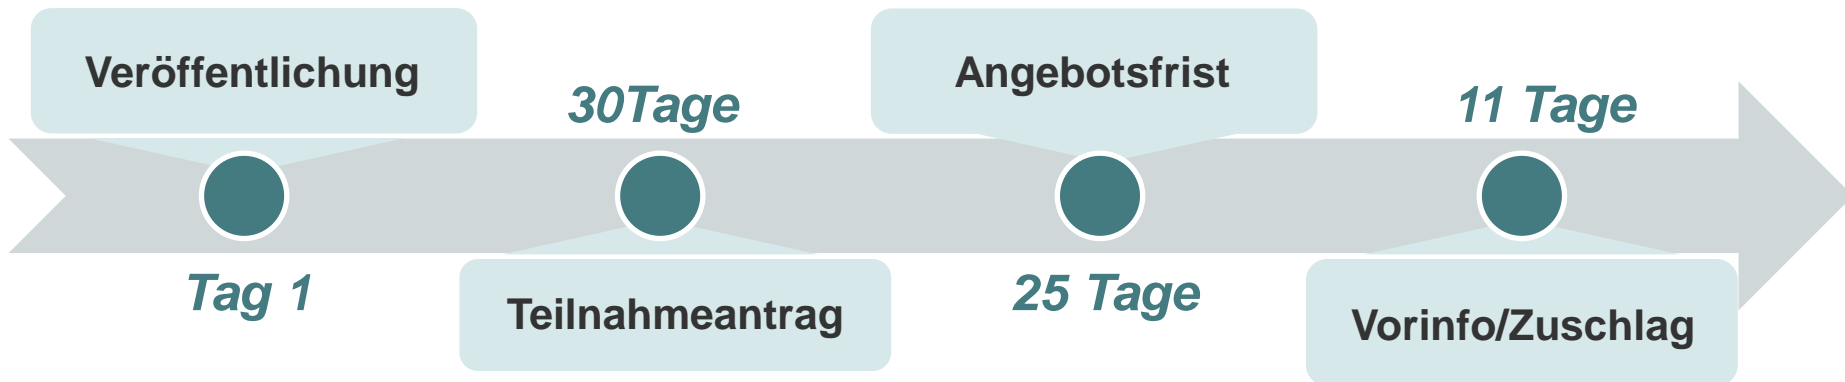 Veröffentlichung
Tag 1
30Tage
Teilnahmeantrag
Angebotsfrist
25 Tage
11 Tage
Vorinfo/Zuschlag